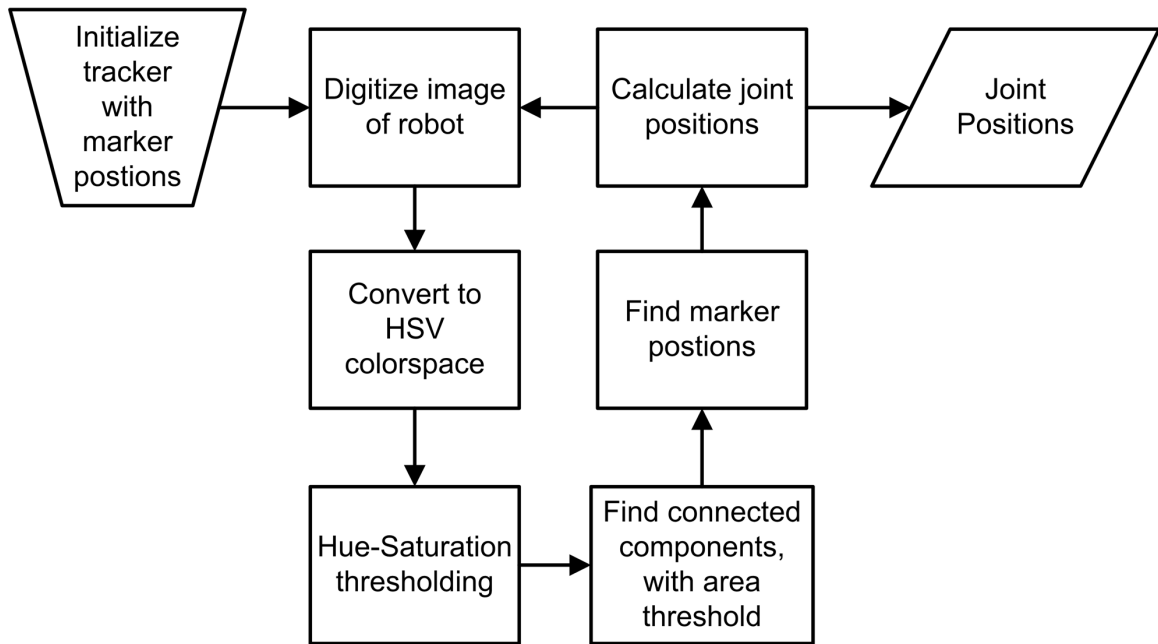 Initialize
tracker
with
marker
postions
Digitize image
of robot
Calculate joint
positions
Joint
Positions
Convert to
HSV
colorspace
Find marker
postions
Hue-Saturation
thresholding
Find connected
components,
with area
threshold